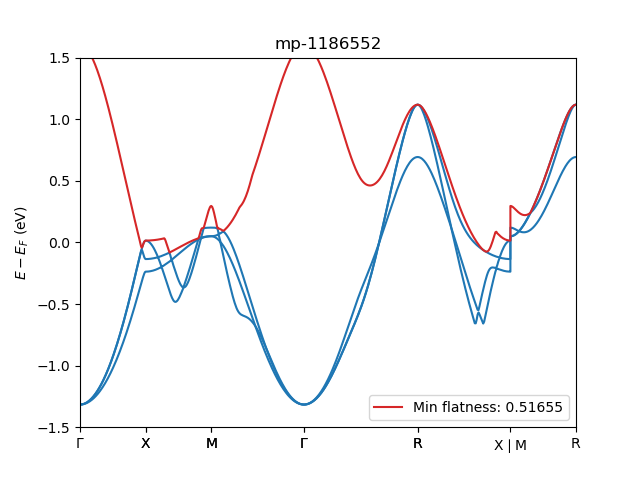 mp-1186552
E − E_F (eV)
1.5
1.0
0.5
0.0
−0.5
−1.0
−1.5
Min flatness: 0.51655
Γ X M Γ R X | M R